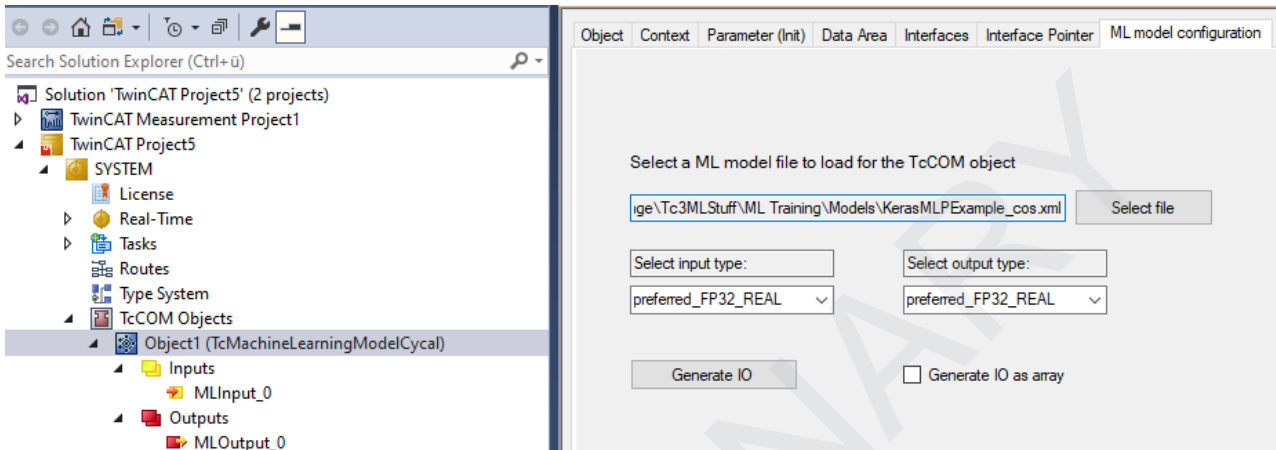 Search Solution Explorer (Ctrl+ü)
Solution 'TwinCAT Project5' (2 projects)
TwinCAT Measurement Project1
TwinCAT Project5
SYSTEM
License
Real-Time
Tasks
Routes
Type System
TcCOM Objects
Object1 (TcMachineLearningModelCycal)
Inputs
MLInput_0
Outputs
MLOutput_0
Object Context Parameter (Init) Data Area Interfaces Interface Pointer ML model configuration
Select a ML model file to load for the TcCOM object
ige\Tc3MLStuff\ML Training\Models\KerasMLPExample_cos.xml Select file
Select input type: Select output type:
preferred_FP32_REAL preferred_FP32_REAL
Generate IO Generate IO as array
NARY